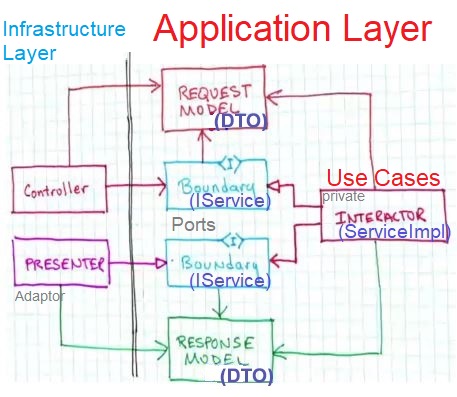 Infrastructure
Layer
Application Layer
REQUEST
MODEL
(DTO)
<I>
Controller
Boundary
(IService)
Use Cases
private
INTERACTOR
(ServiceImpl)
Ports
<I>
PRESENTER
Boundary
(IService)
Adaptor
RESPONSE
MODEL
(DTO)